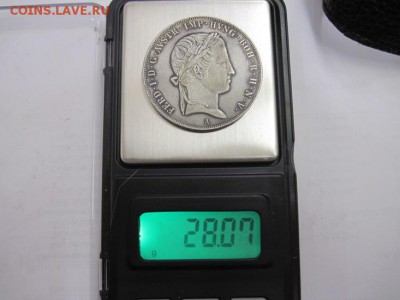 COINS.LAVE.RU
FERD·I·D·G·AVSTR·IMP·HVNG·BOH·R·H·N·V·
A
28.07
g